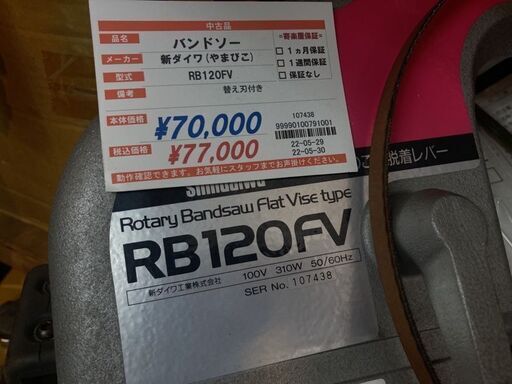 中古品
品名 バンドソー
メーカー 新ダイワ(やまびこ)
型式 RB120FV
備考 替え刃付き
=寄楽屋保証=
□1ヵ月保証
□1週間保証
□保証なし
本体価格 ¥70,000
税込価格 ¥77,000
107438
99990100791001
22-05-29
22-05-30
動作確認できます。お気軽にスタッフまでお声掛けください。
脱着レバー
Shindaiwa
Rotary Bandsaw Flat Vise type
RB120FV
100V 310W 50/60Hz
新ダイワ工業株式会社
SER No. 107438